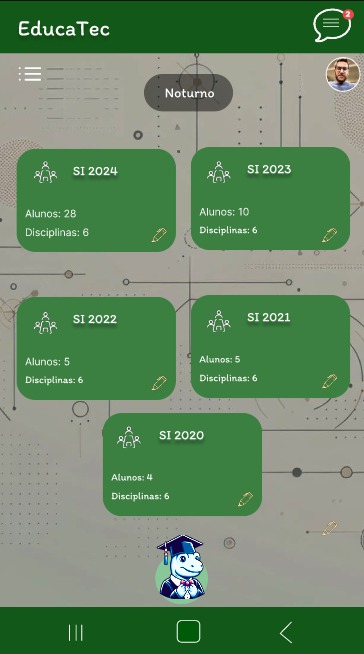 EducaTec
2
Noturno
SI 2024
Alunos: 28
Disciplinas: 6
SI 2023
Alunos: 10
Disciplinas: 6
SI 2022
Alunos: 5
Disciplinas: 6
SI 2021
Alunos: 5
Disciplinas: 6
SI 2020
Alunos: 4
Disciplinas: 6